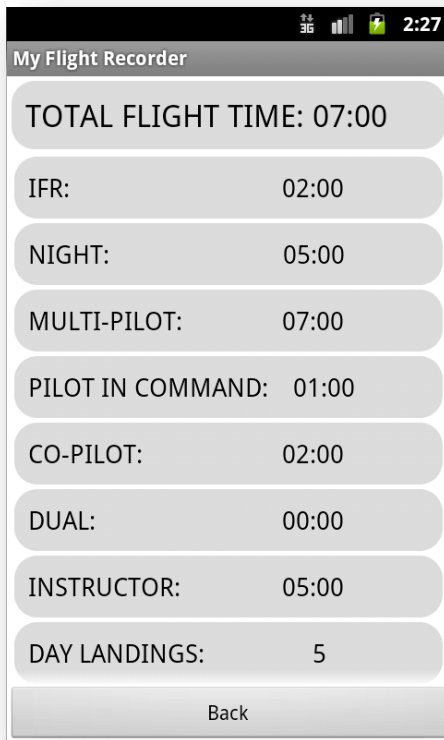 3G 2:27
My Flight Recorder
TOTAL FLIGHT TIME: 07:00
IFR: 02:00
NIGHT: 05:00
MULTI-PILOT: 07:00
PILOT IN COMMAND: 01:00
CO-PILOT: 02:00
DUAL: 00:00
INSTRUCTOR: 05:00
DAY LANDINGS: 5
Back